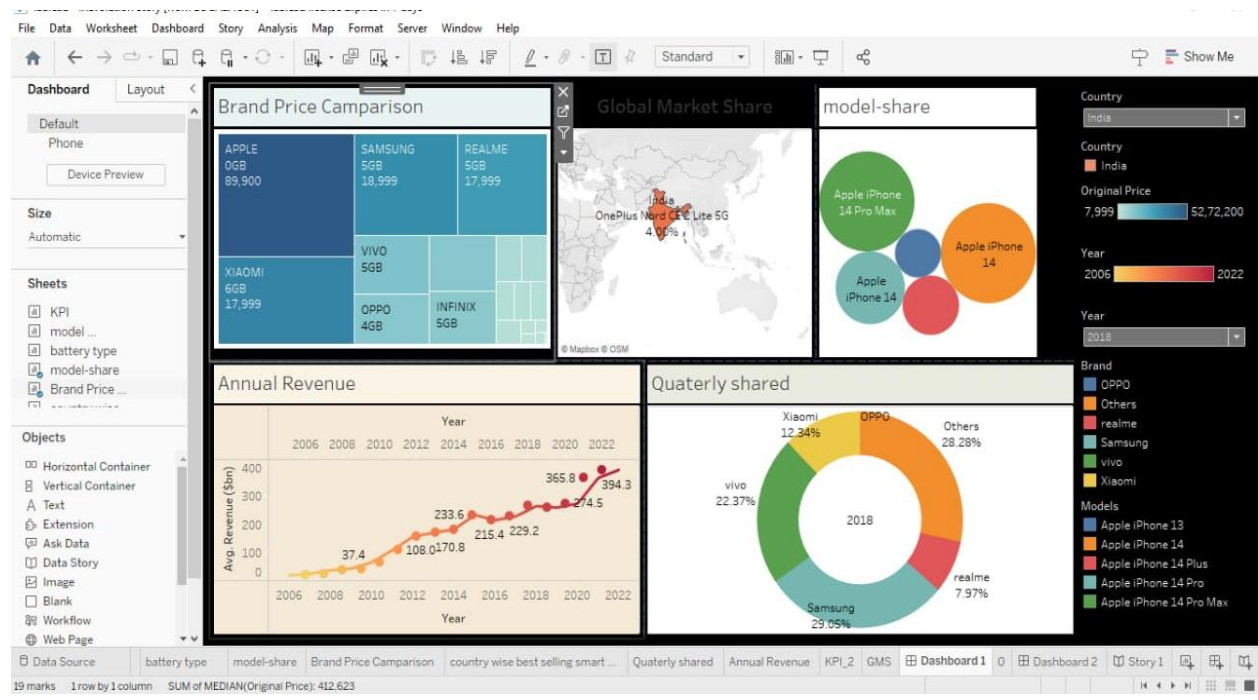 File Data Worksheet Dashboard Story Analysis Map Format Server Window Help
Standard
Show Me
Dashboard Layout
Default
Phone
Device Preview
Size
Automatic
Sheets
KPI
model ...
battery type
model-share
Brand Price ...
Objects
Horizontal Container
Vertical Container
Text
Extension
Ask Data
Data Story
Image
Blank
Workflow
Web Page
Brand Price Camparison
APPLE
0GB
89,900
SAMSUNG
5GB
18,999
REALME
5GB
17,999
XIAOMI
6GB
17,999
VIVO
5GB
OPPO
4GB
INFINIX
5GB
Global Market Share
India
OnePlus Nord CE Lite 5G
4.00%
© Mapbox © OSM
model-share
Apple iPhone
14 Pro Max
Apple iPhone
14
Apple
iPhone 14
Country
India
Country
India
Original Price
7,999 52,72,200
Year
2006 2022
Year
2018
Brand
OPPO
Others
realme
Samsung
vivo
Xiaomi
Models
Apple iPhone 13
Apple iPhone 14
Apple iPhone 14 Plus
Apple iPhone 14 Pro
Apple iPhone 14 Pro Max
Annual Revenue
Year
2006 2008 2010 2012 2014 2016 2018 2020 2022
Avg. Revenue ($bn)
400
300
200
100
0
37.4
108.0
170.8
233.6
215.4
229.2
274.5
365.8
394.3
2006 2008 2010 2012 2014 2016 2018 2020 2022
Year
Quaterly shared
Xiaomi
12.34%
OPPO
Others
28.28%
vivo
22.37%
2018
realme
7.97%
Samsung
29.05%
Data Source battery type model-share Brand Price Camparison country wise best selling smart ... Quaterly shared Annual Revenue KPI_2 GMS Dashboard 1 0 Dashboard 2 Story 1
19 marks 1 row by 1 column SUM of MEDIAN(Original Price): 412,623